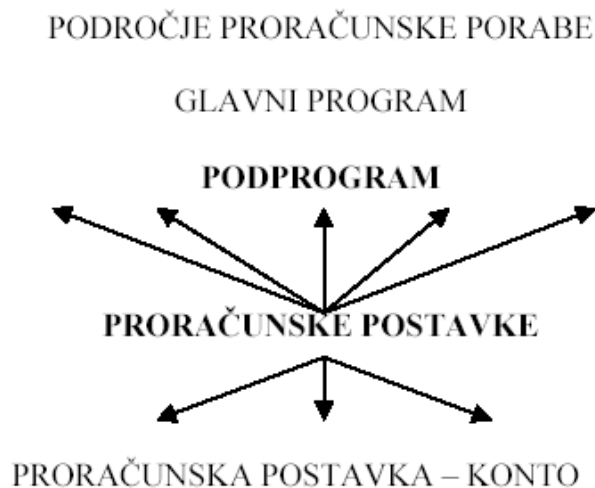 PODROČJE PRORAČUNSKE PORABE
GLAVNI PROGRAM
PODPROGRAM
PRORAČUNSKE POSTAVKE
PRORAČUNSKA POSTAVKA – KONTO